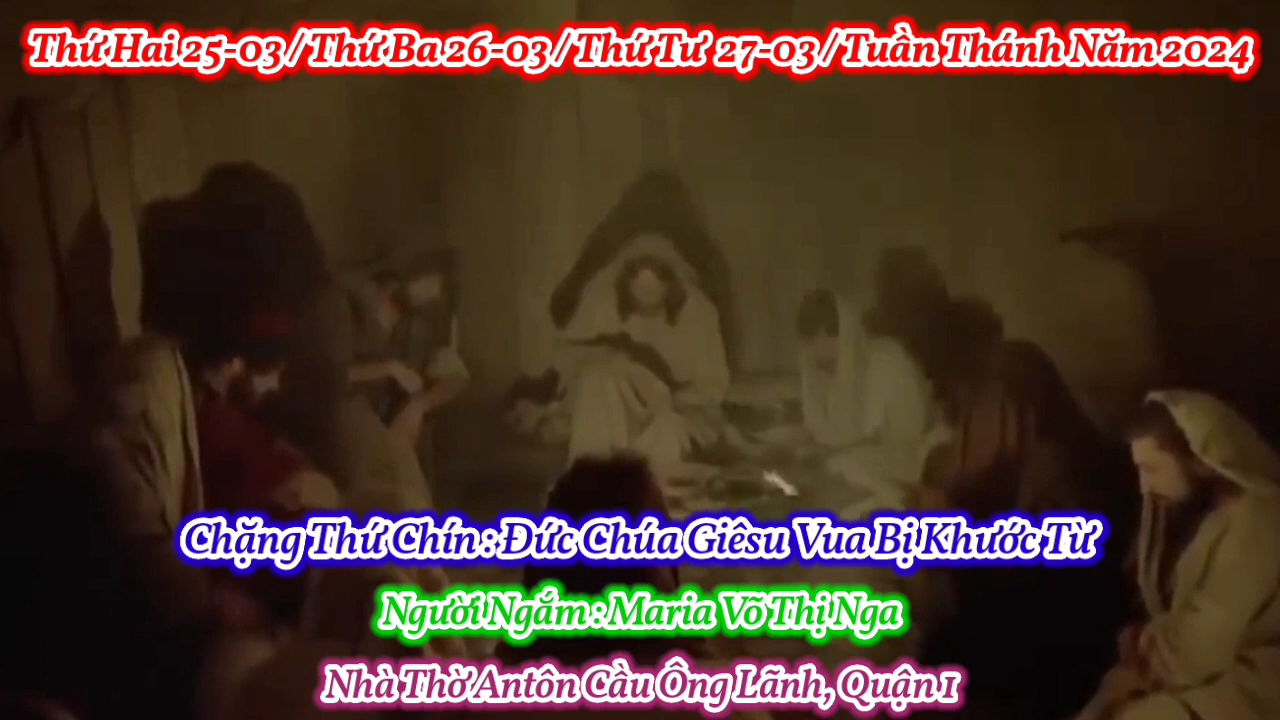 Thứ Hai 25-03 / Thứ Ba 26-03 / Thứ Tư 27-03 / Tuần Thánh Năm 2024
Chặng Thứ Chín : Đức Chúa Giêsu Vua Bị Khước Từ
Người Ngắm : Maria Võ Thị Nga
Nhà Thờ Antôn Cầu Ông Lãnh, Quận 1